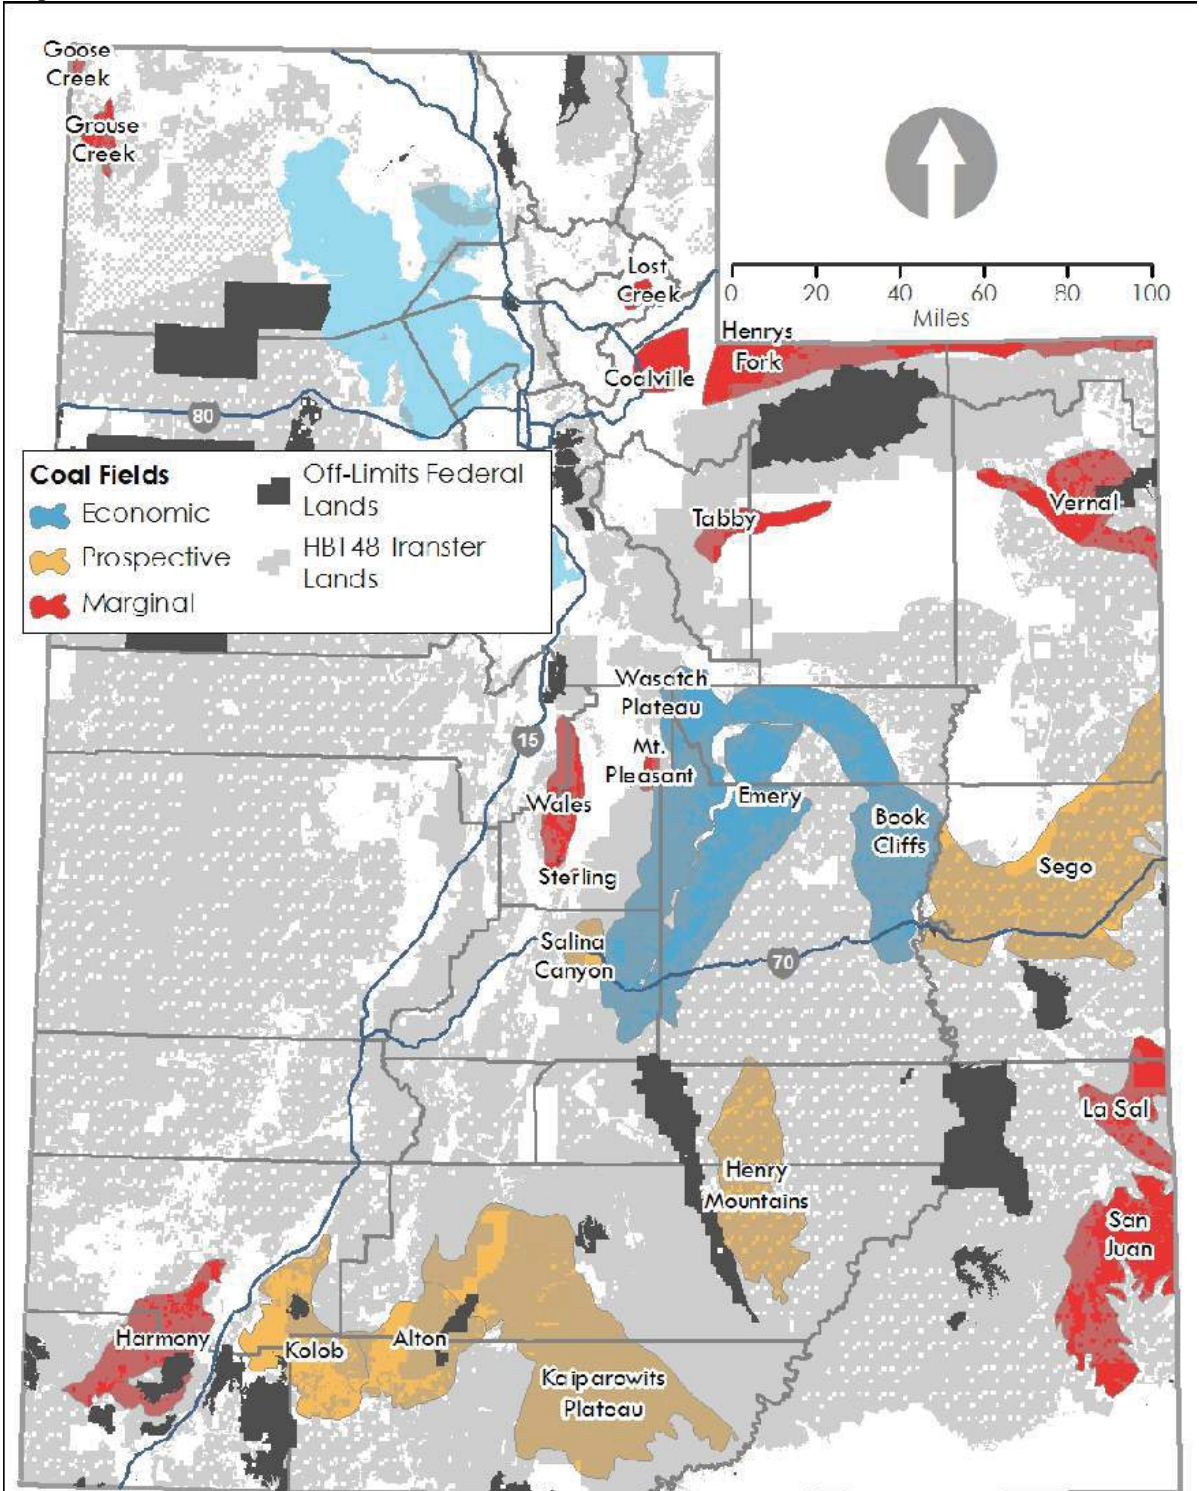 Goose
Creek
Grouse
Creek
Lost
Creek
0 20 40 60 80 100
Miles
Henrys
Fork
Coalville
80
Coal Fields
Economic
Prospective
Marginal
Off-Limits Federal
Lands
HB148 Transfer
Lands
Tabby
Vernal
Wasatch
Plateau
15
Mt.
Pleasant
Wales
Emery
Book
Cliffs
Sego
Sterling
Salina
Canyon
70
La Sal
Henry
Mountains
San
Juan
Harmony
Kolob
Alton
Kaiparowits
Plateau